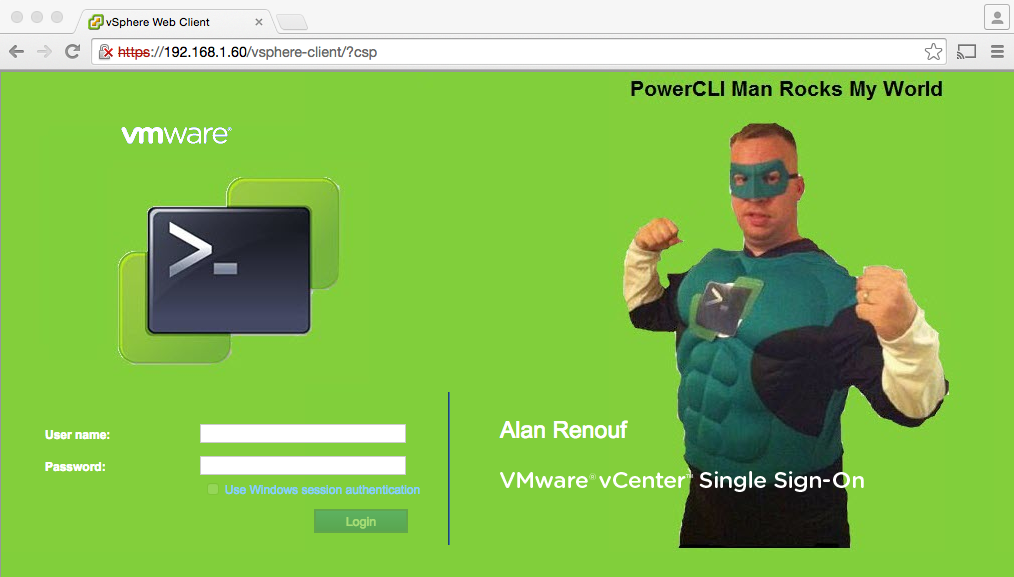 vSphere Web Client
https://192.168.1.60/vsphere-client/?csp
PowerCLI Man Rocks My World
vmware®
>_
>_
User name:
Password:
Use Windows session authentication
Login
Alan Renouf
VMware® vCenter™ Single Sign-On